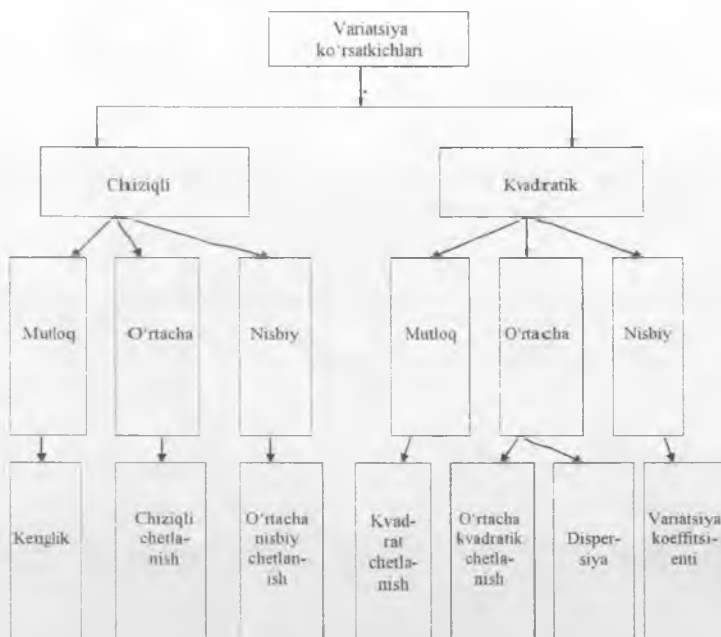 Variatsiya
ko‘rsatkichlari
Chiziqli
Kvadratik
Mutloq
O‘rtacha
Nisbiy
Mutloq
O‘rtacha
Nisbiy
Kenglik
Chiziqli
chetla-
nish
O‘rtacha
nisbiy
chetlan-
ish
Kvad-
rat
chetla-
nish
O‘rtacha
kvadratik
chetla-
nish
Disper-
siya
Variatsiya
koeffitsi-
enti